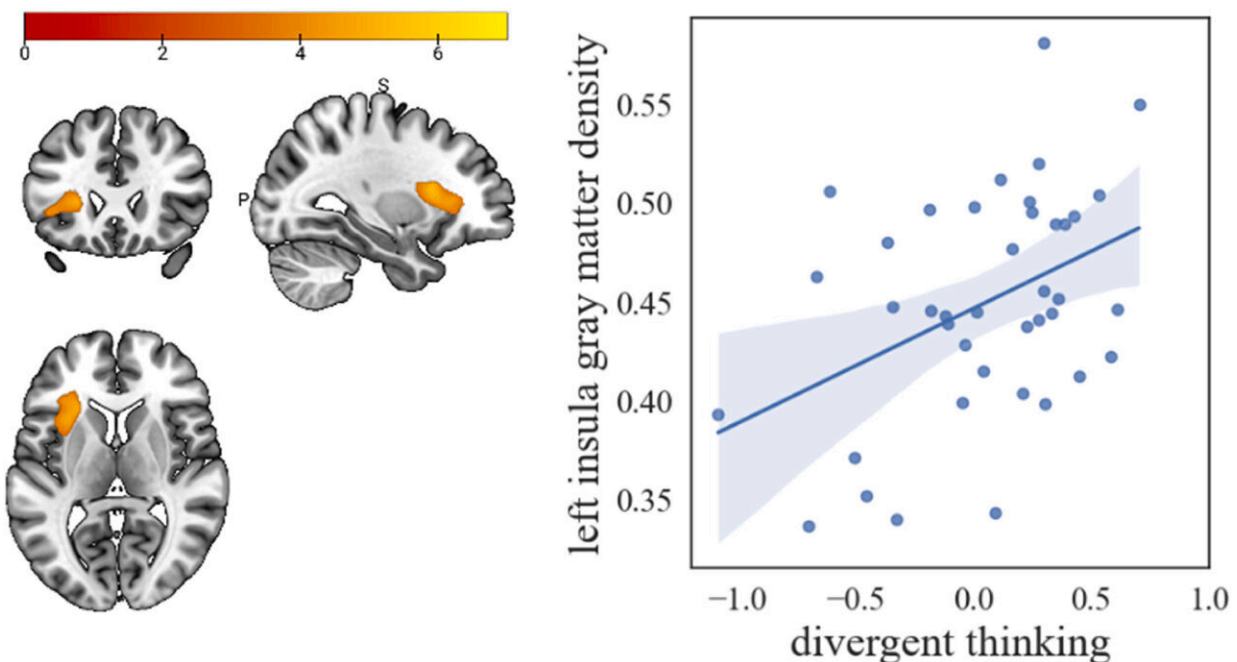 0 2 4 6
S
P
left insula gray matter density
0.55
0.50
0.45
0.40
0.35
−1.0 −0.5 0.0 0.5 1.0
divergent thinking